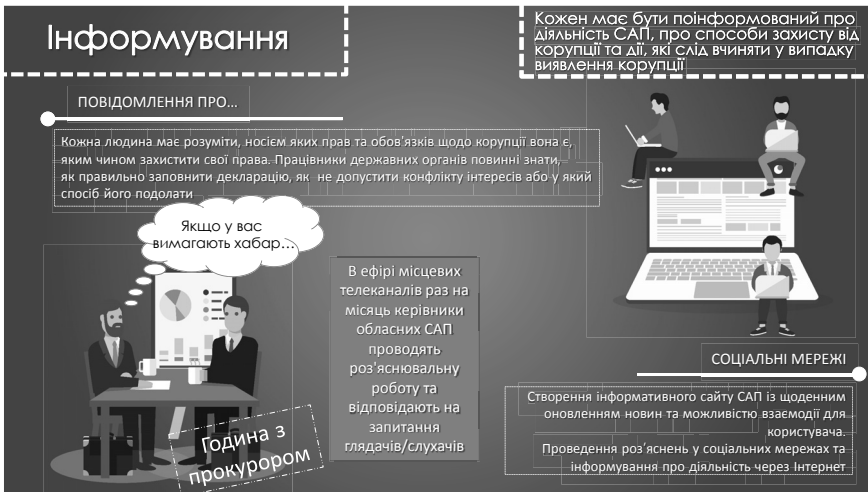 Інформування
Кожен має бути поінформований про
діяльність САП, про способи захисту від
корупції та дії, які слід вчиняти у випадку
виявлення корупції
ПОВІДОМЛЕННЯ ПРО...
Кожна людина має розуміти, носієм яких прав та обов'язків щодо корупції вона є,
яким чином захистити свої права. Працівники державних органів повинні знати,
як правильно заповнити декларацію, як не допустити конфлікту інтересів або у який
спосіб його подолати
Якщо у вас
вимагають хабар...
В ефірі місцевих
телеканалів раз на
місяць керівники
обласних САП
проводять
роз'яснювальну
роботу та
відповідають на
запитання
глядачів/слухачів
Година з
прокурором
СОЦІАЛЬНІ МЕРЕЖІ
Створення інформативного сайту САП із щоденним
оновленням новин та можливістю взаємодії для
користувача.
Проведення роз'яснень у соціальних мережах та
інформування про діяльність через Інтернет